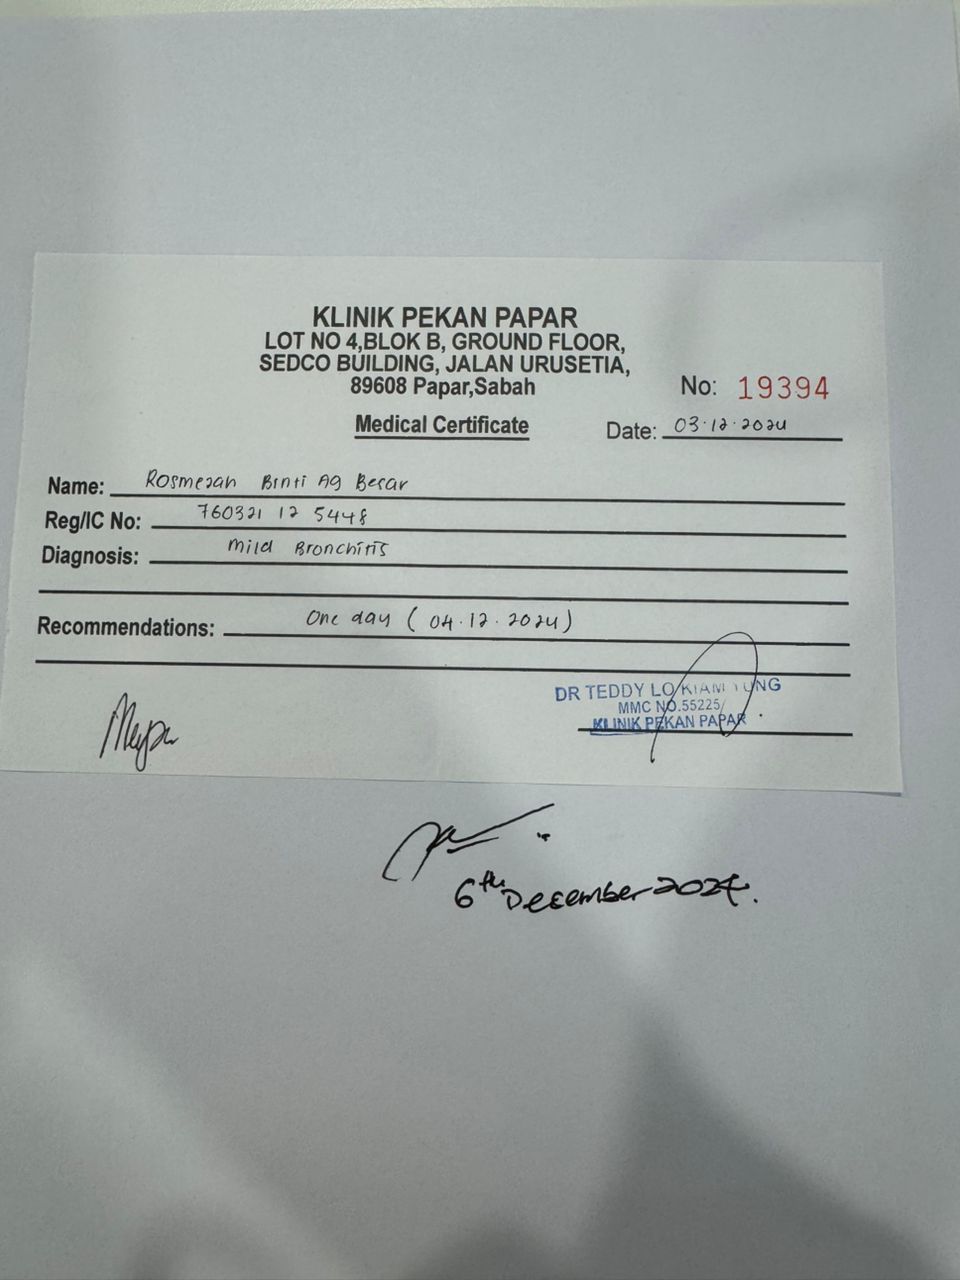 KLINIK PEKAN PAPAR
LOT NO 4,BLOK B, GROUND FLOOR,
SEDCO BUILDING, JALAN URUSETIA,
89608 Papar,Sabah
No: 19394
Medical Certificate
Date: 03.12.2024
Name: Rosmezah Binti Ag Besar
Reg/IC No: 760321 12 5448
Diagnosis: Mild Bronchitis
Recommendations: One day (04.12.2024)
DR TEDDY LO KIAM
MMC NO.55225
KLINIK PEKAN PAPAR
6th December 2024.